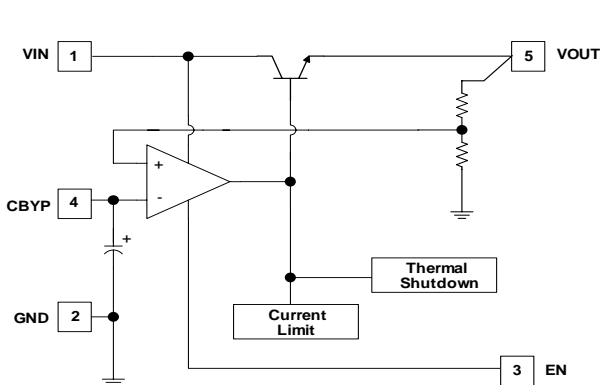 VIN 1
5 VOUT
+
-
CBYP 4
+
Thermal
Shutdown
GND 2
Current
Limit
3 EN